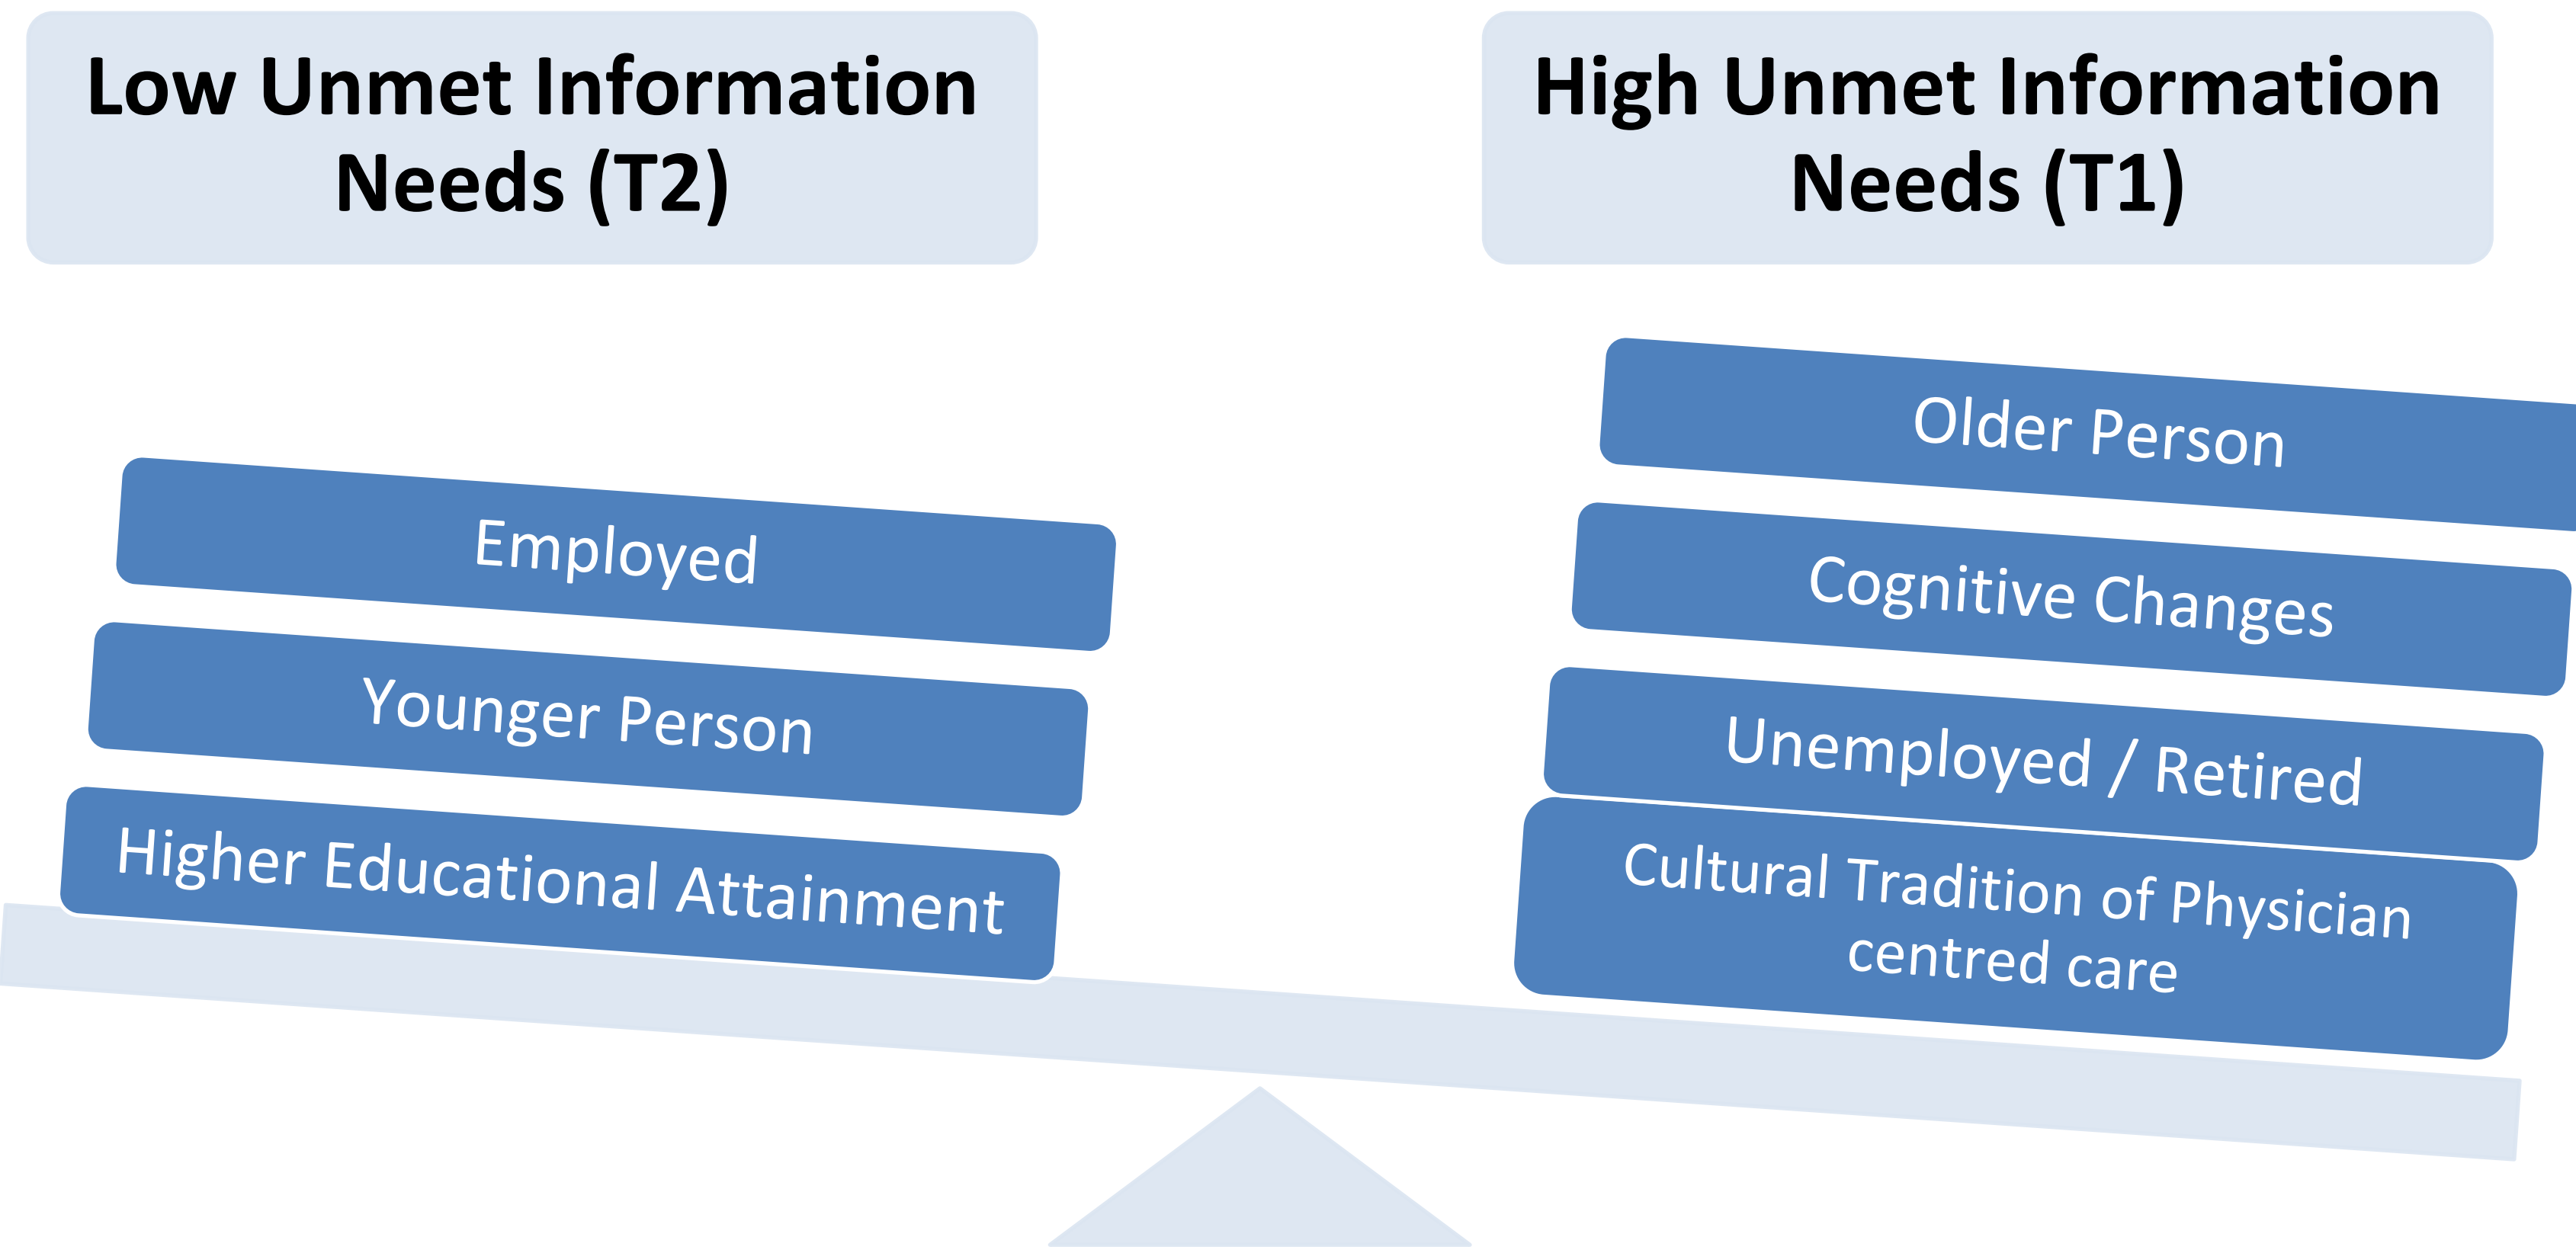 Low Unmet Information
Needs (T2)
High Unmet Information
Needs (T1)
Employed
Younger Person
Higher Educational Attainment
Older Person
Cognitive Changes
Unemployed / Retired
Cultural Tradition of Physician
centred care